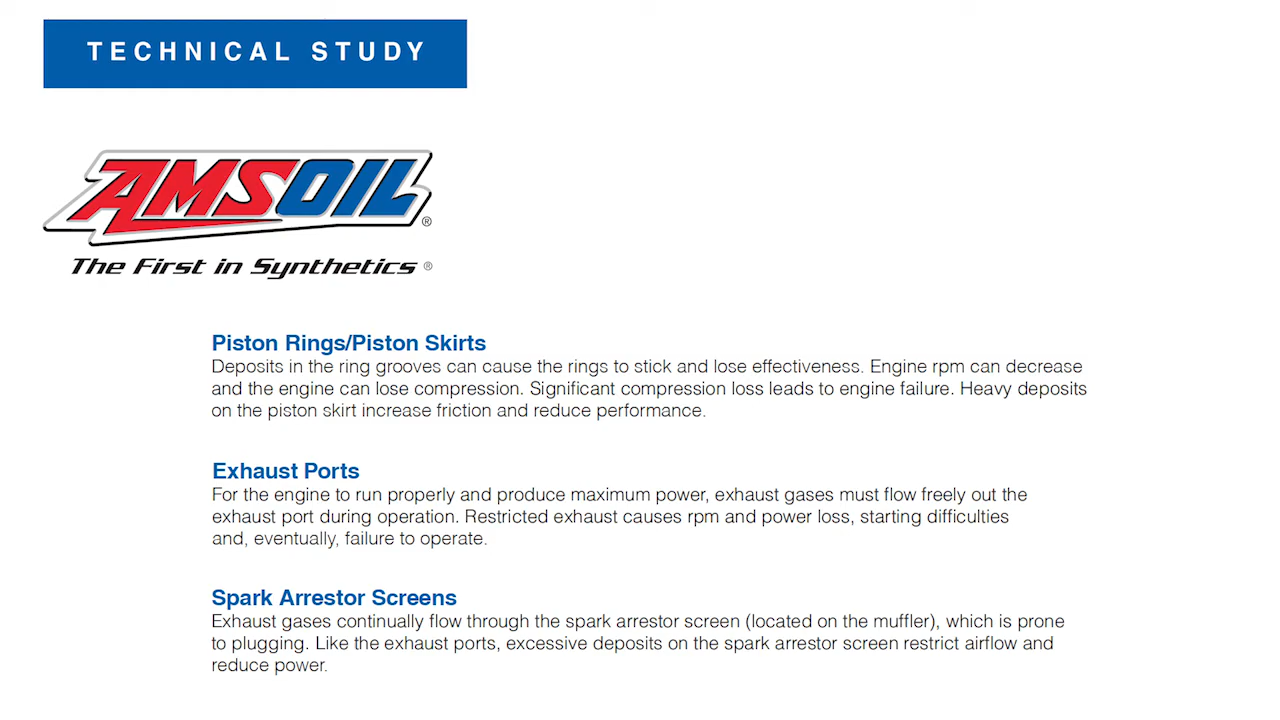 TECHNICAL STUDY
AMSOIL®
The First in Synthetics®
Piston Rings/Piston Skirts
Deposits in the ring grooves can cause the rings to stick and lose effectiveness. Engine rpm can decrease
and the engine can lose compression. Significant compression loss leads to engine failure. Heavy deposits
on the piston skirt increase friction and reduce performance.
Exhaust Ports
For the engine to run properly and produce maximum power, exhaust gases must flow freely out the
exhaust port during operation. Restricted exhaust causes rpm and power loss, starting difficulties
and, eventually, failure to operate.
Spark Arrestor Screens
Exhaust gases continually flow through the spark arrestor screen (located on the muffler), which is prone
to plugging. Like the exhaust ports, excessive deposits on the spark arrestor screen restrict airflow and
reduce power.